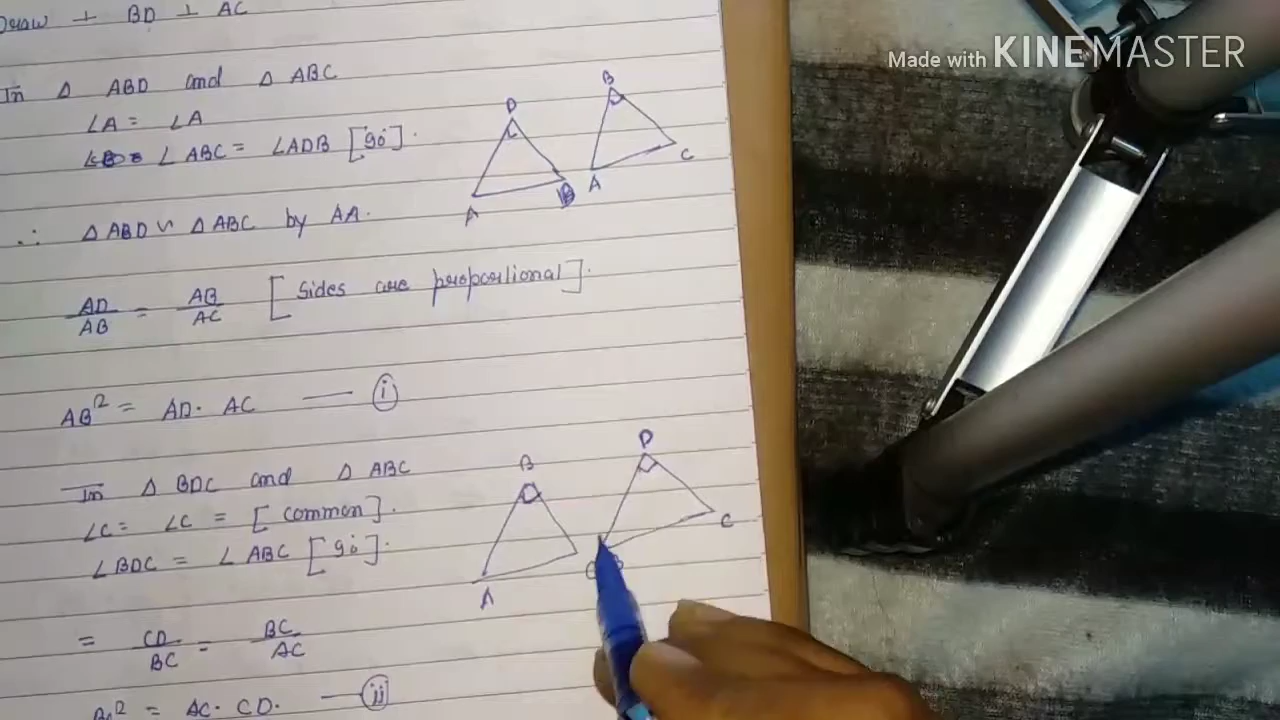 Draw ⊥ BD ⊥ AC
Made with KINEMASTER
In Δ ABD and Δ ABC
∠A = ∠A
∠ABC = ∠ADB [90°].
∴ Δ ABD ~ Δ ABC by AA.
AD/AB = AB/AC [Sides are proportional].
AB² = AD. AC — (i)
In Δ BDC and Δ ABC
∠C = ∠C = [common].
∠BDC = ∠ABC [90°].
= CD/BC = BC/AC
BC² = AC. CD. — (ii)
D
A
B
B
A
C
B
A
D
C